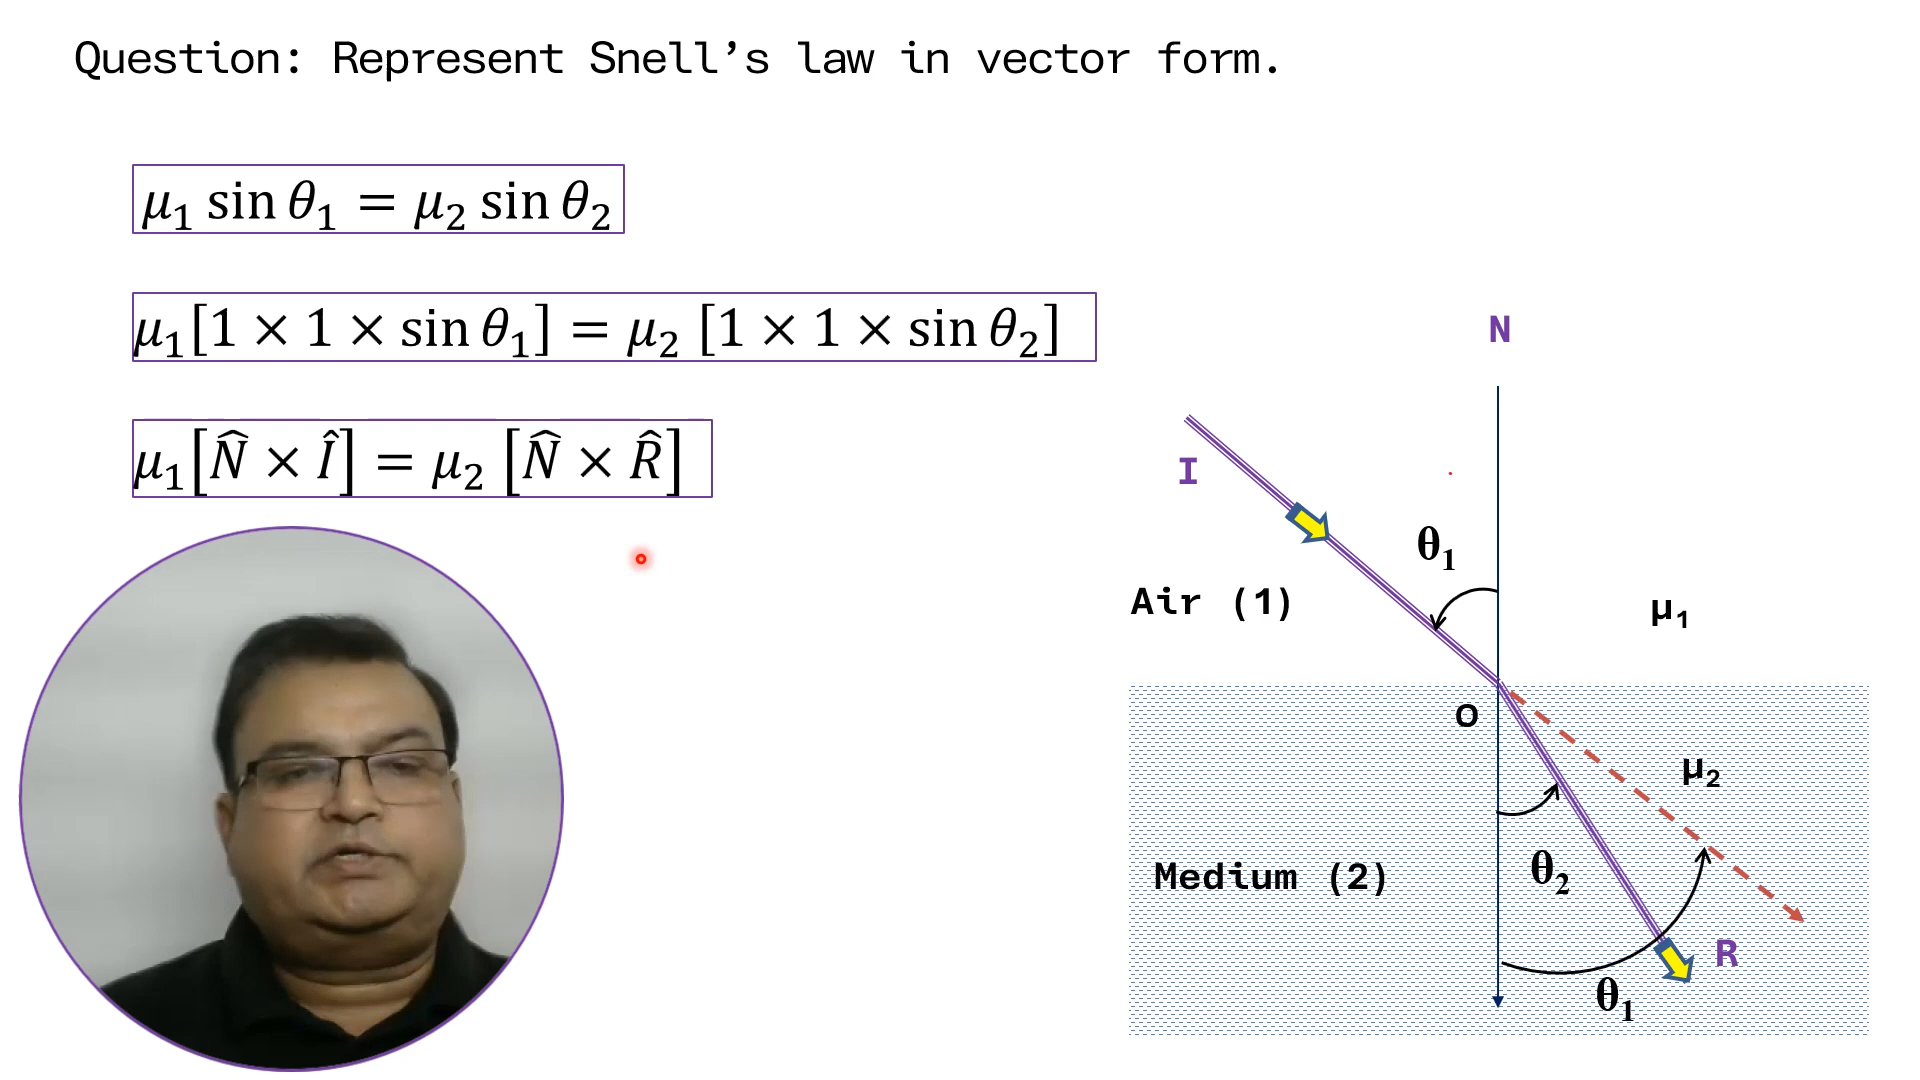 Question: Represent Snell’s law in vector form.
μ₁ sin θ₁ = μ₂ sin θ₂
μ₁[1 × 1 × sin θ₁] = μ₂ [1 × 1 × sin θ₂]
μ₁[N̂ × Î] = μ₂ [N̂ × R̂]
N
I
θ₁
Air (1)
μ₁
O
μ₂
Medium (2)
θ₂
R
θ₁